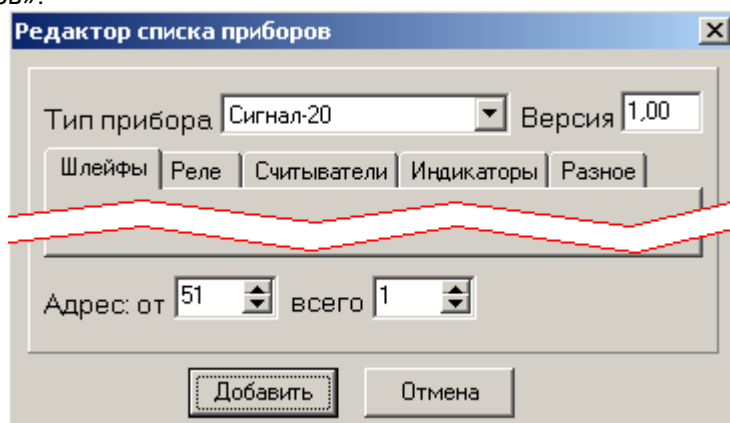 ов».
Редактор списка приборов
Тип прибора Сигнал-20 Версия 1,00
Шлейфы Реле Считыватели Индикаторы Разное
Адрес: от 51 всего 1
Добавить Отмена